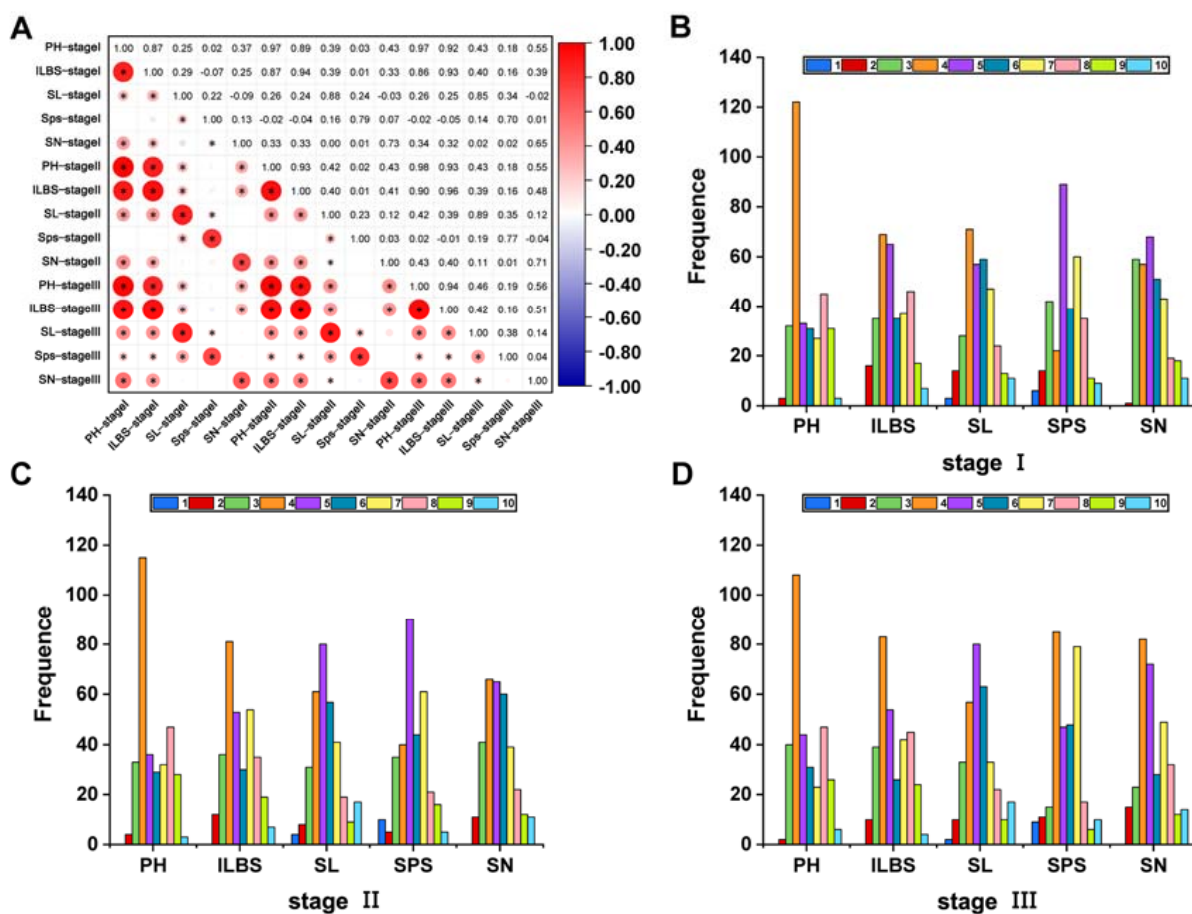 A
PH-stageI 1.00 0.87 0.25 0.02 0.37 0.97 0.89 0.39 0.03 0.43 0.97 0.92 0.43 0.18 0.55
ILBS-stageI * 1.00 0.29 -0.07 0.25 0.87 0.94 0.39 0.01 0.33 0.86 0.93 0.40 0.16 0.39
SL-stageI * * 1.00 0.22 -0.09 0.26 0.24 0.88 0.24 -0.03 0.26 0.25 0.85 0.34 -0.02
Sps-stageI * 1.00 0.13 -0.02 -0.04 0.16 0.79 0.07 -0.02 -0.05 0.14 0.70 0.01
SN-stageI * * * 1.00 0.33 0.33 0.00 0.01 0.73 0.34 0.32 0.02 0.02 0.65
PH-stageII * * * * 1.00 0.93 0.42 0.02 0.43 0.98 0.93 0.43 0.18 0.55
ILBS-stageII * * * * * 1.00 0.40 0.01 0.41 0.90 0.96 0.39 0.16 0.48
SL-stageII * * * * * * 1.00 0.23 0.12 0.42 0.39 0.89 0.35 0.12
Sps-stageII * * * 1.00 0.03 0.02 -0.01 0.19 0.77 -0.04
SN-stageII * * * * * * 1.00 0.43 0.40 0.11 0.01 0.71
PH-stageIII * * * * * * * * 1.00 0.94 0.46 0.19 0.56
ILBS-stageIII * * * * * * * * * 1.00 0.42 0.16 0.51
SL-stageIII * * * * * * * * * * 1.00 0.38 0.14
Sps-stageIII * * * * * * * * * * * 1.00 0.04
SN-stageIII * * * * * * * * * * 1.00
PH-stageI ILBS-stageI SL-stageI Sps-stageI SN-stageI PH-stageII ILBS-stageII SL-stageII Sps-stageII SN-stageII PH-stageIII ILBS-stageIII SL-stageIII Sps-stageIII SN-stageIII
1.00
0.80
0.60
0.40
0.20
0.00
-0.20
-0.40
-0.60
-0.80
-1.00
B
1 2 3 4 5 6 7 8 9 10
Frequence
140
120
100
80
60
40
20
0
PH ILBS SL SPS SN
stage I
C
1 2 3 4 5 6 7 8 9 10
Frequence
140
120
100
80
60
40
20
0
PH ILBS SL SPS SN
stage II
D
1 2 3 4 5 6 7 8 9 10
Frequence
140
120
100
80
60
40
20
0
PH ILBS SL SPS SN
stage III